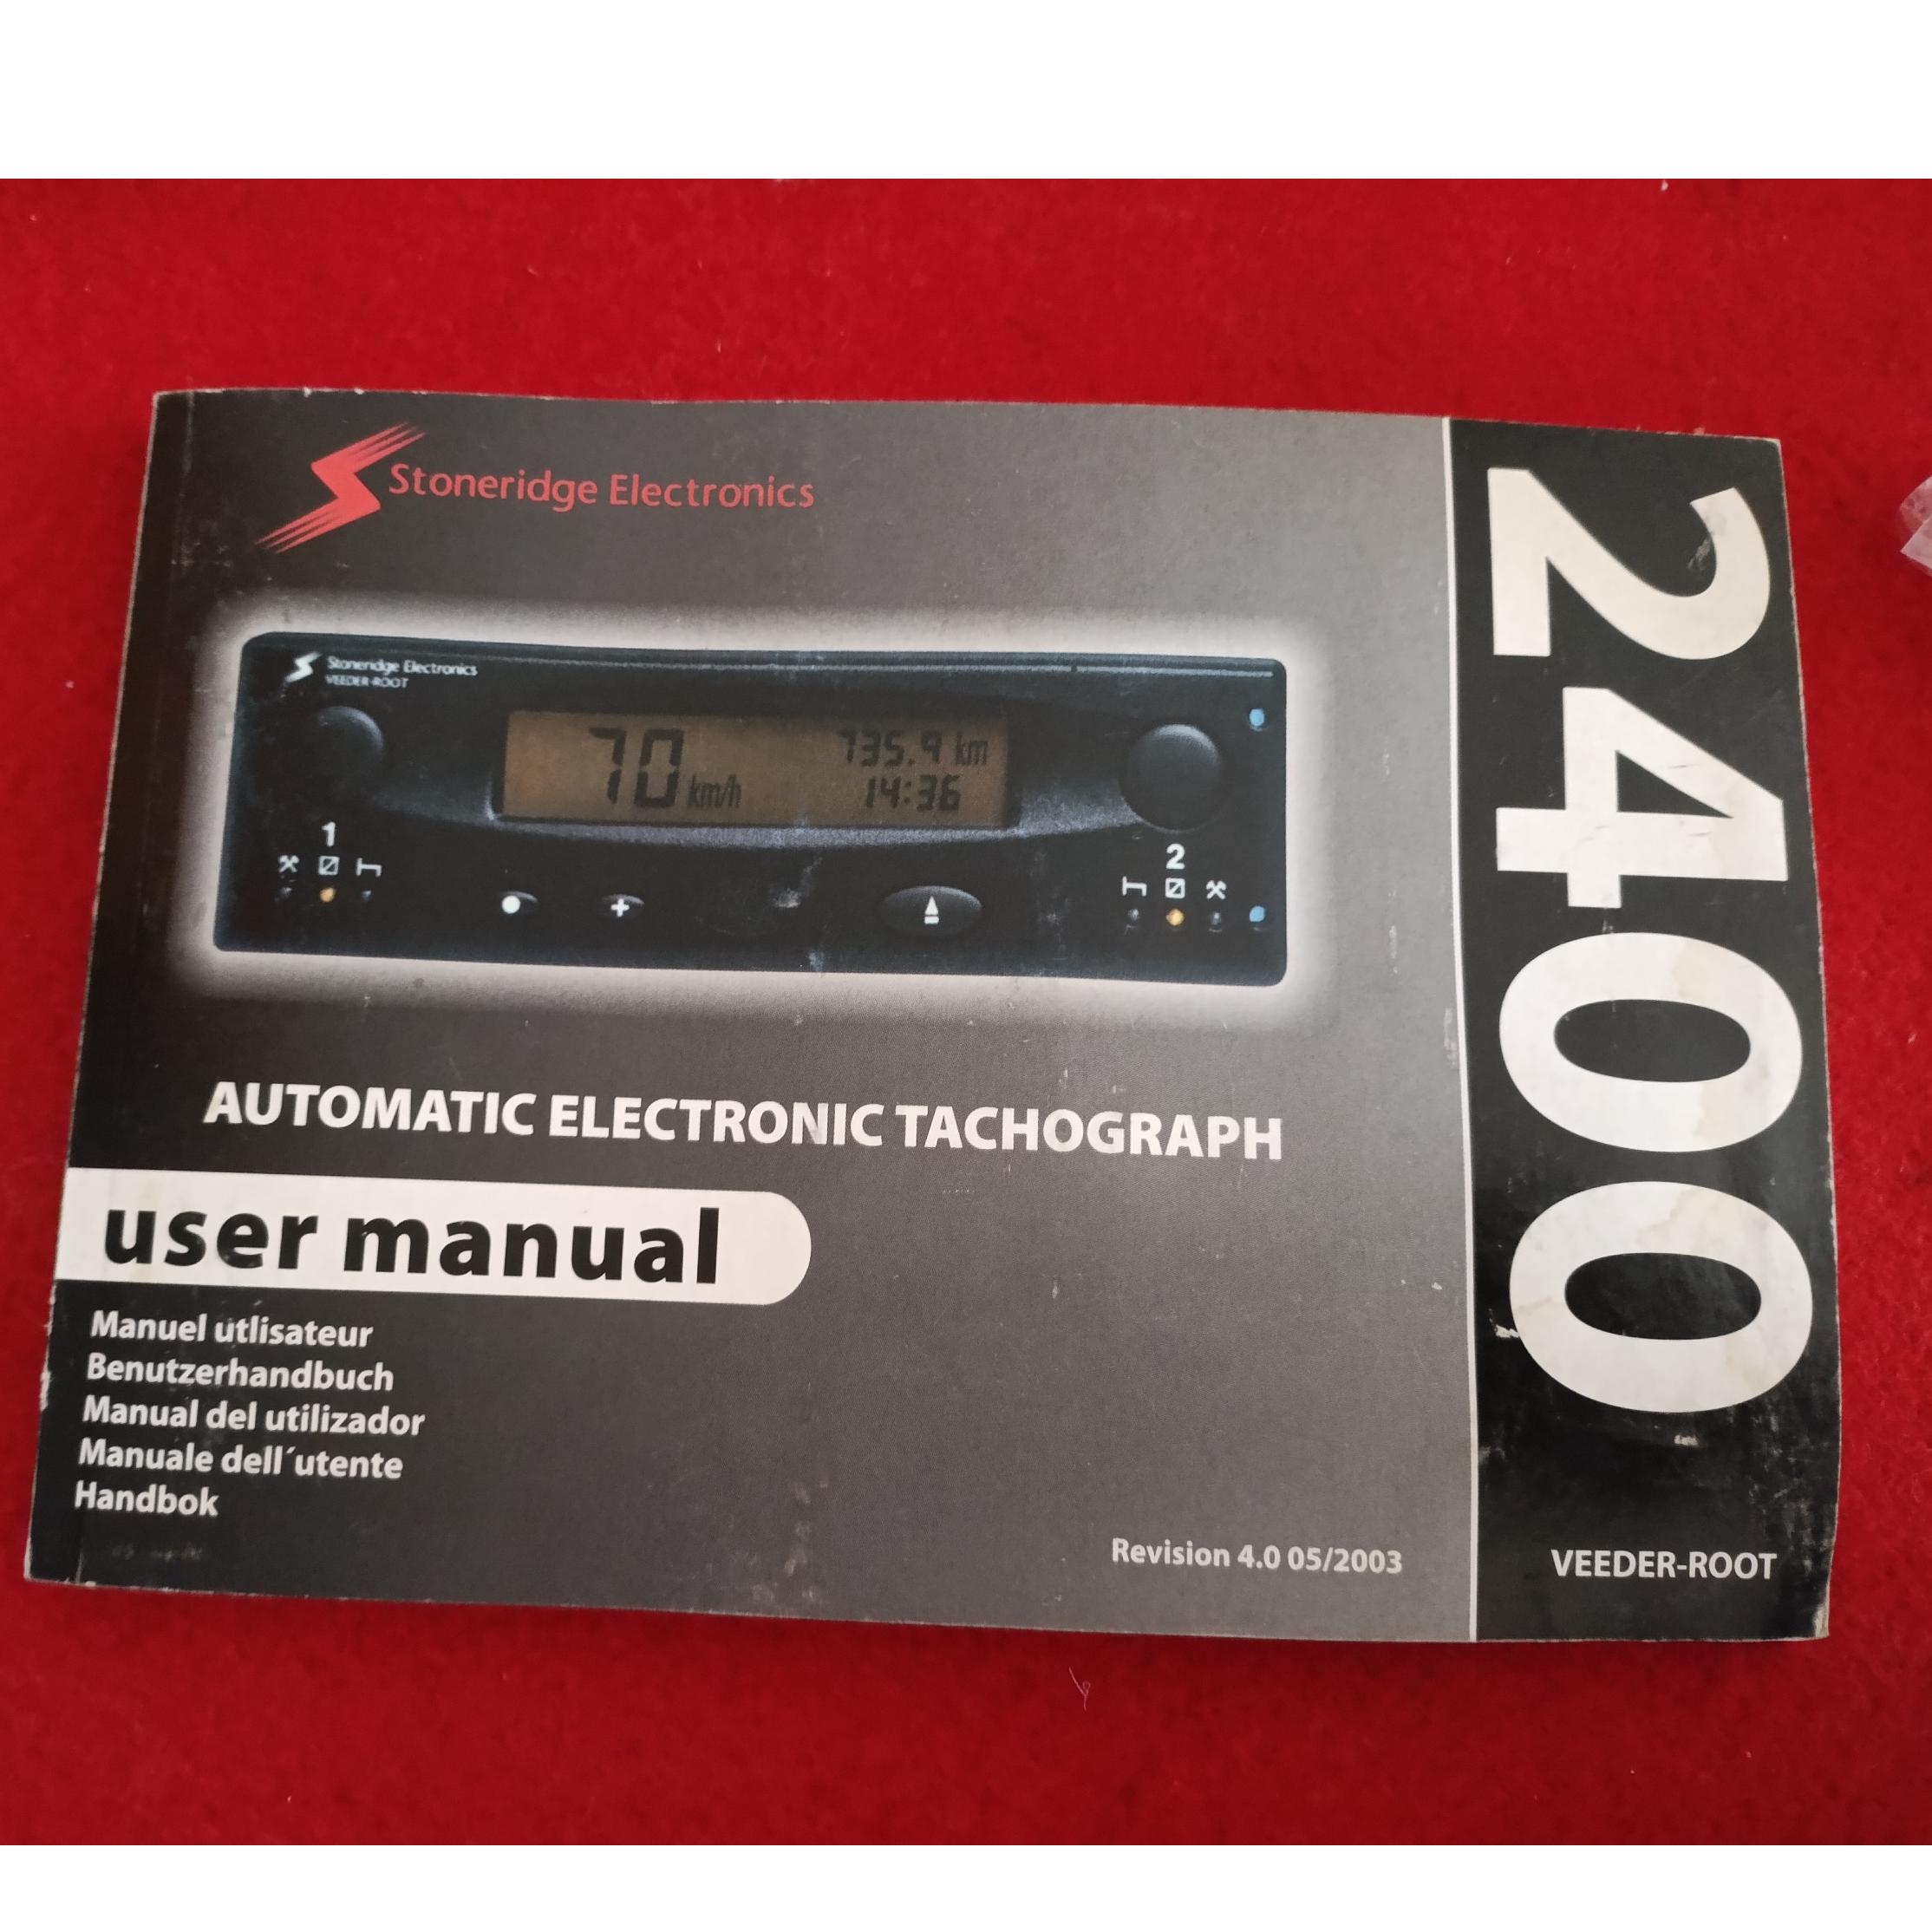 Stoneridge Electronics
Stoneridge Electronics
VEEDER-ROOT
70 km/h
735.9 km
14:36
1
2
AUTOMATIC ELECTRONIC TACHOGRAPH
user manual
Manuel utlisateur
Benutzerhandbuch
Manual del utilizador
Manuale dell´utente
Handbok
Revision 4.0 05/2003
2400
VEEDER-ROOT